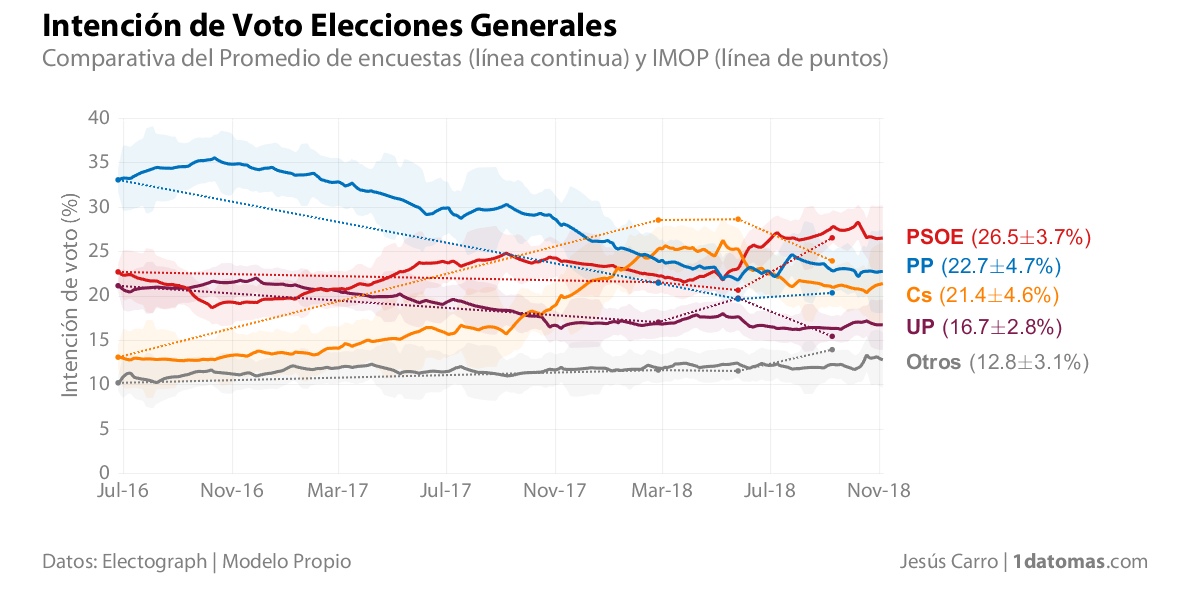 Intención de Voto Elecciones Generales
Comparativa del Promedio de encuestas (línea continua) y IMOP (línea de puntos)
Intención de voto (%)
40
35
30
25
20
15
10
5
0
Jul-16 Nov-16 Mar-17 Jul-17 Nov-17 Mar-18 Jul-18 Nov-18
PSOE (26.5±3.7%)
PP (22.7±4.7%)
Cs (21.4±4.6%)
UP (16.7±2.8%)
Otros (12.8±3.1%)
Datos: Electograph | Modelo Propio
Jesús Carro | 1datomas.com